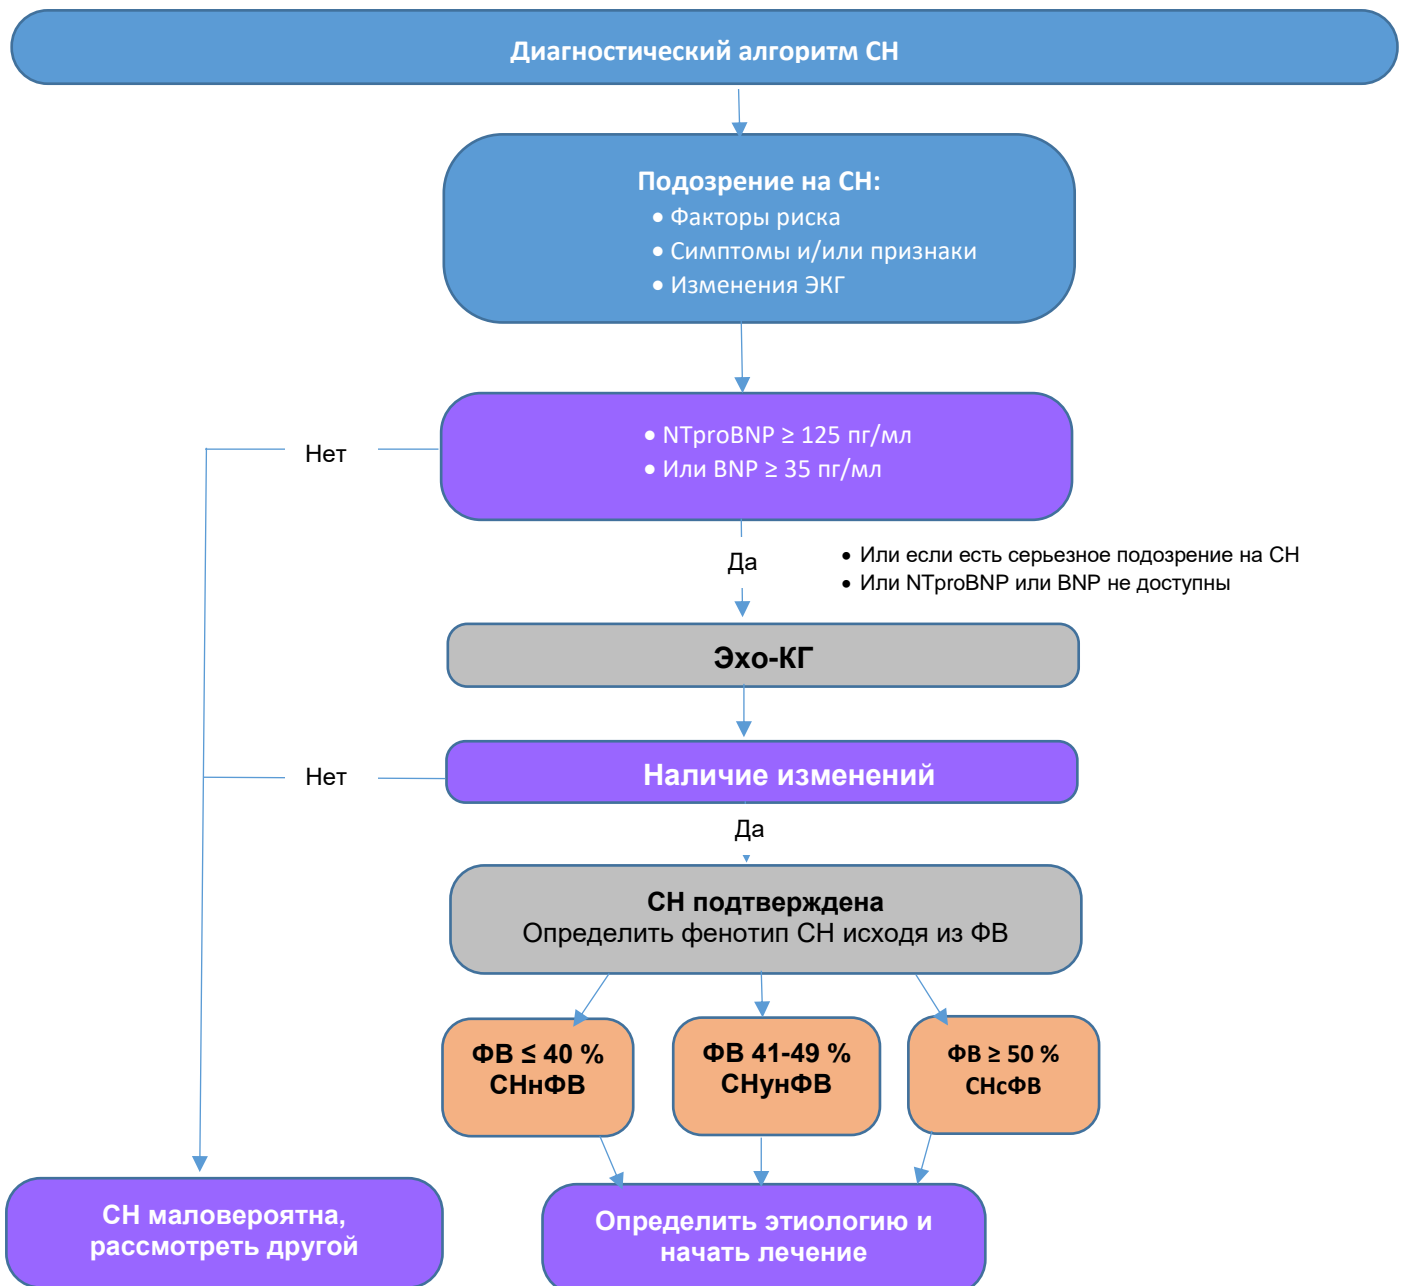 Диагностический алгоритм СН
Подозрение на СН:
• Факторы риска
• Симптомы и/или признаки
• Изменения ЭКГ
• NTproBNP ≥ 125 пг/мл
• Или BNP ≥ 35 пг/мл
Нет
Да
• Или если есть серьезное подозрение на СН
• Или NTproBNP или BNP не доступны
Эхо-КГ
Наличие изменений
Нет
Да
СН подтверждена
Определить фенотип СН исходя из ФВ
ФВ ≤ 40 %
СНнФВ
ФВ 41-49 %
СНунФВ
ФВ ≥ 50 %
СНсФВ
СН маловероятна,
рассмотреть другой
Определить этиологию и
начать лечение